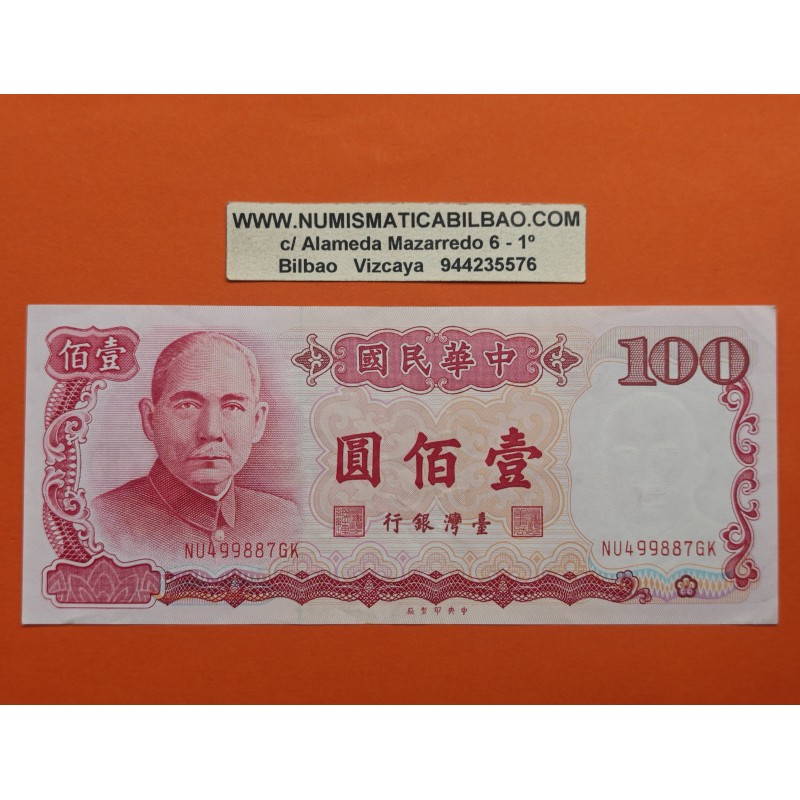 WWW.NUMISMATICABILBAO.COM
c/ Alameda Mazarredo 6 - 1º
Bilbao Vizcaya 944235576
佰壹
國民華中
100
圓佰壹
行銀灣臺
NU499887GK
NU499887GK
廠製印央中